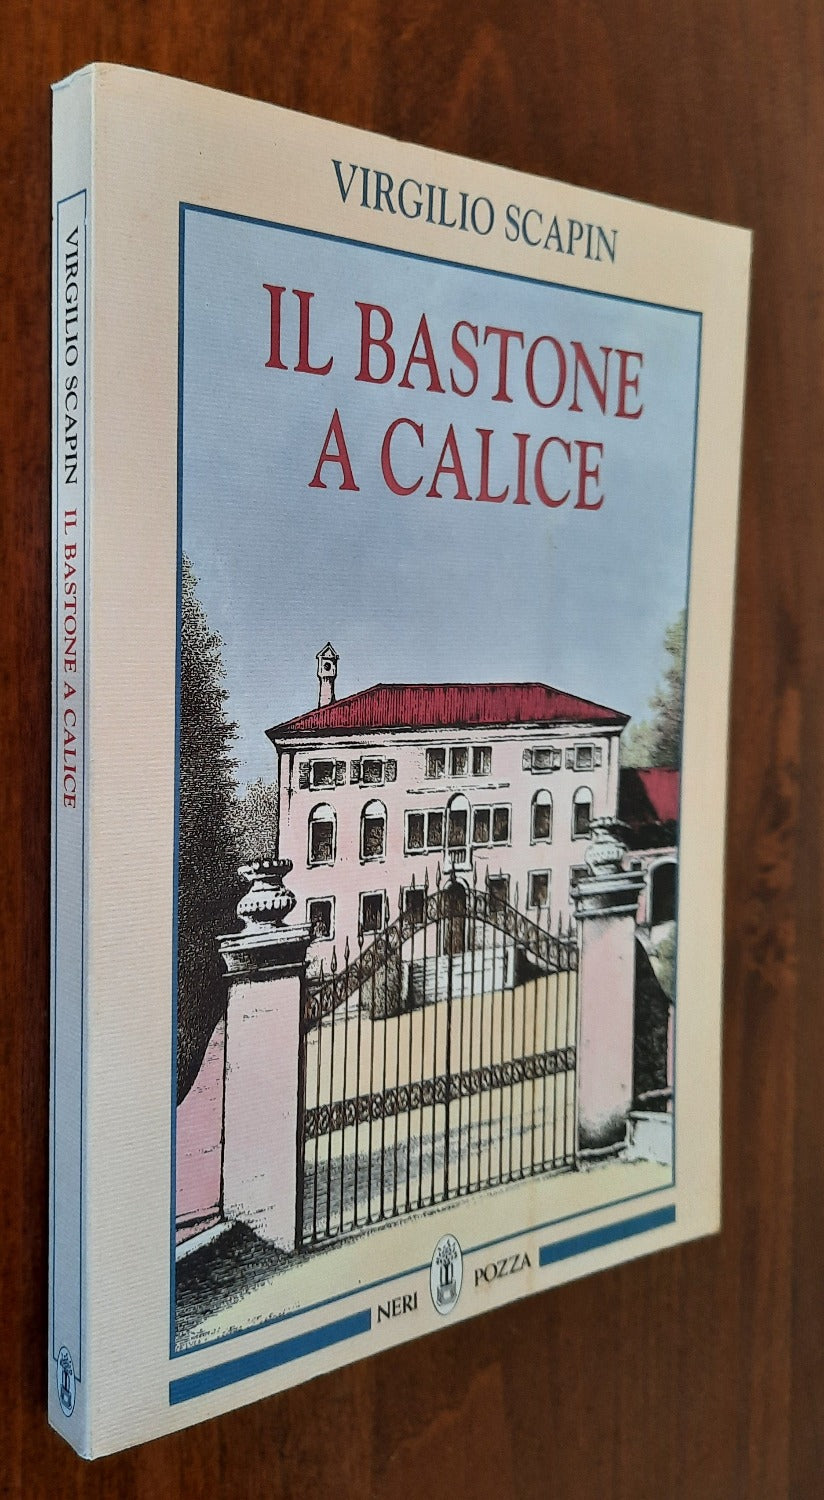 VIRGILIO SCAPIN
IL BASTONE
A CALICE
NERI POZZA
VIRGILIO SCAPIN IL BASTONE A CALICE